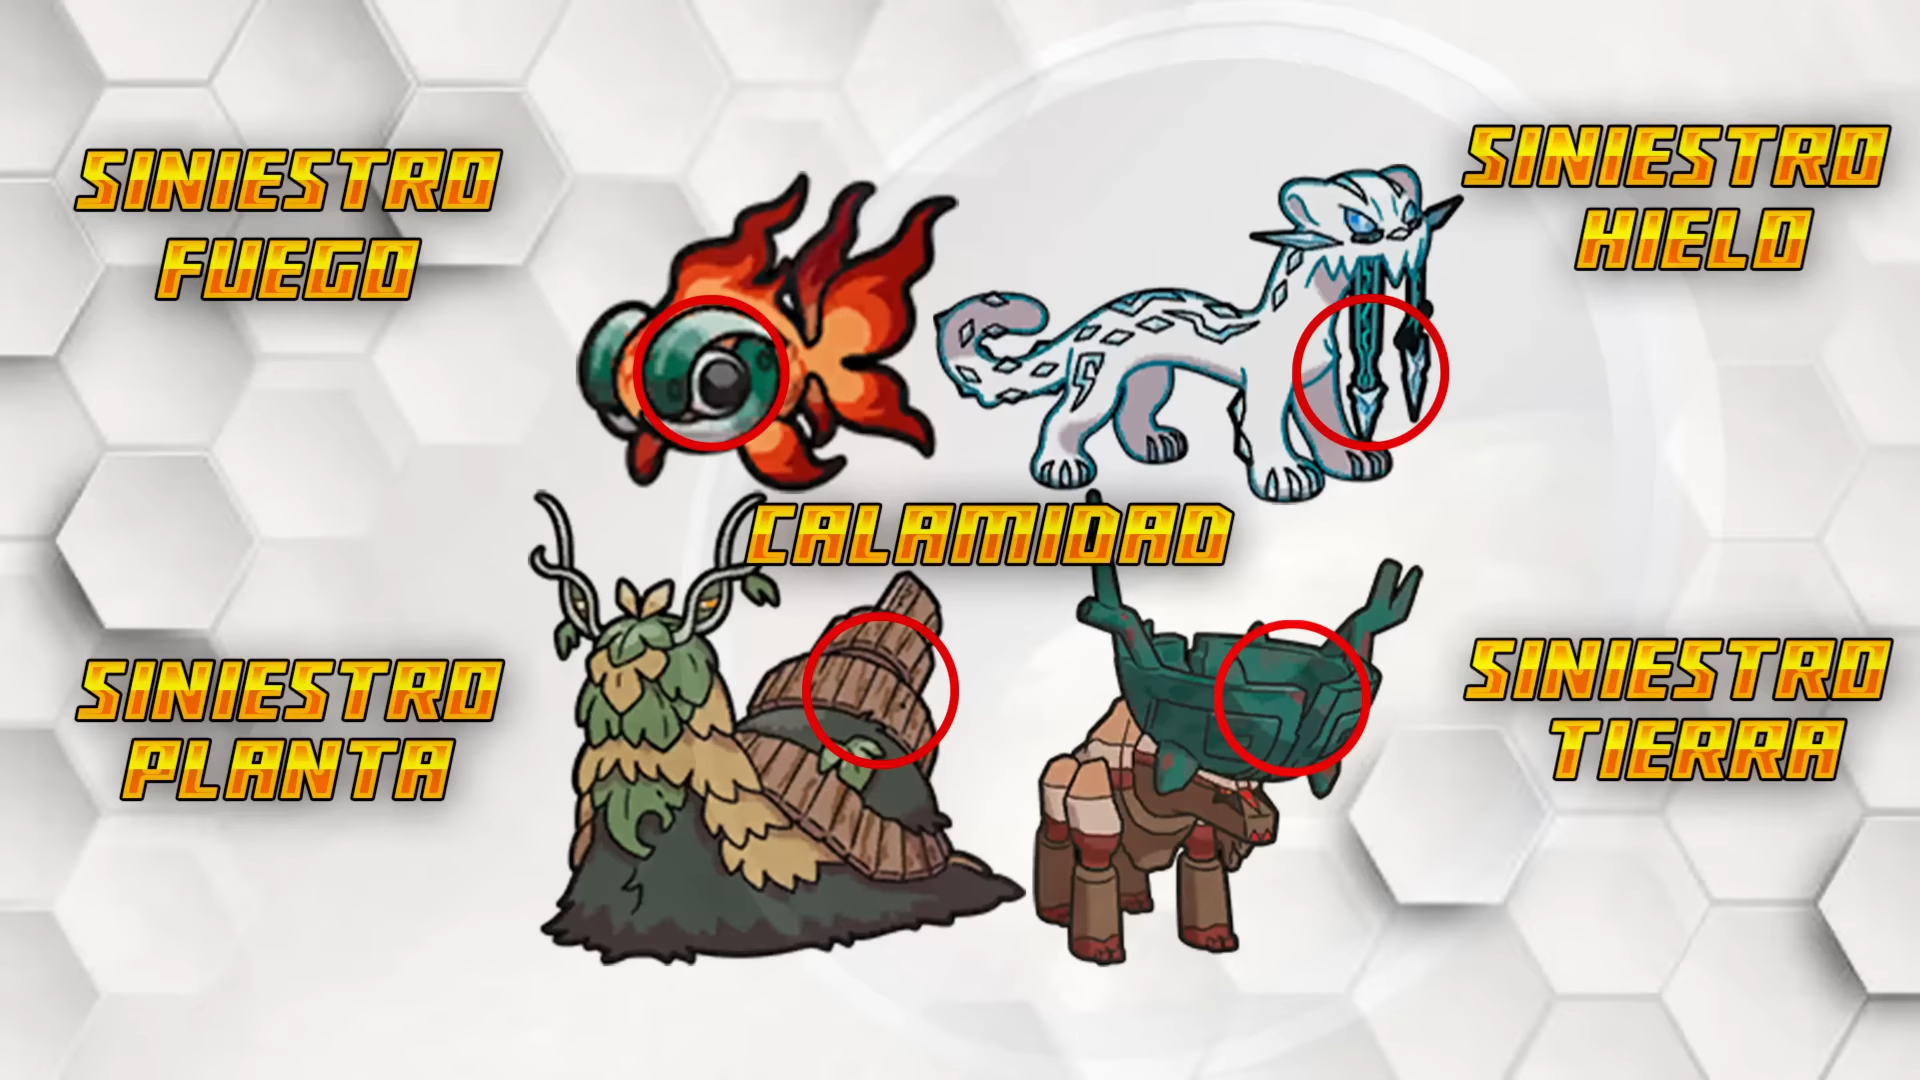 SINIESTRO
FUEGO
SINIESTRO
HIELO
CALAMIDAD
SINIESTRO
PLANTA
SINIESTRO
TIERRA